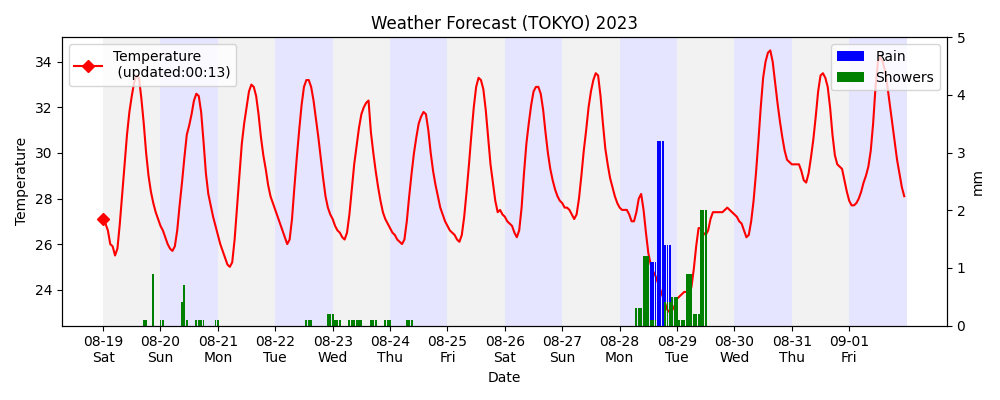 Weather Forecast (TOKYO) 2023
Temperature
(updated:00:13)
Rain
Showers
Temperature
34
32
30
28
26
24
5
4
3
2
1
0
mm
08-19 08-20 08-21 08-22 08-23 08-24 08-25 08-26 08-27 08-28 08-29 08-30 08-31 09-01
Sat Sun Mon Tue Wed Thu Fri Sat Sun Mon Tue Wed Thu Fri
Date